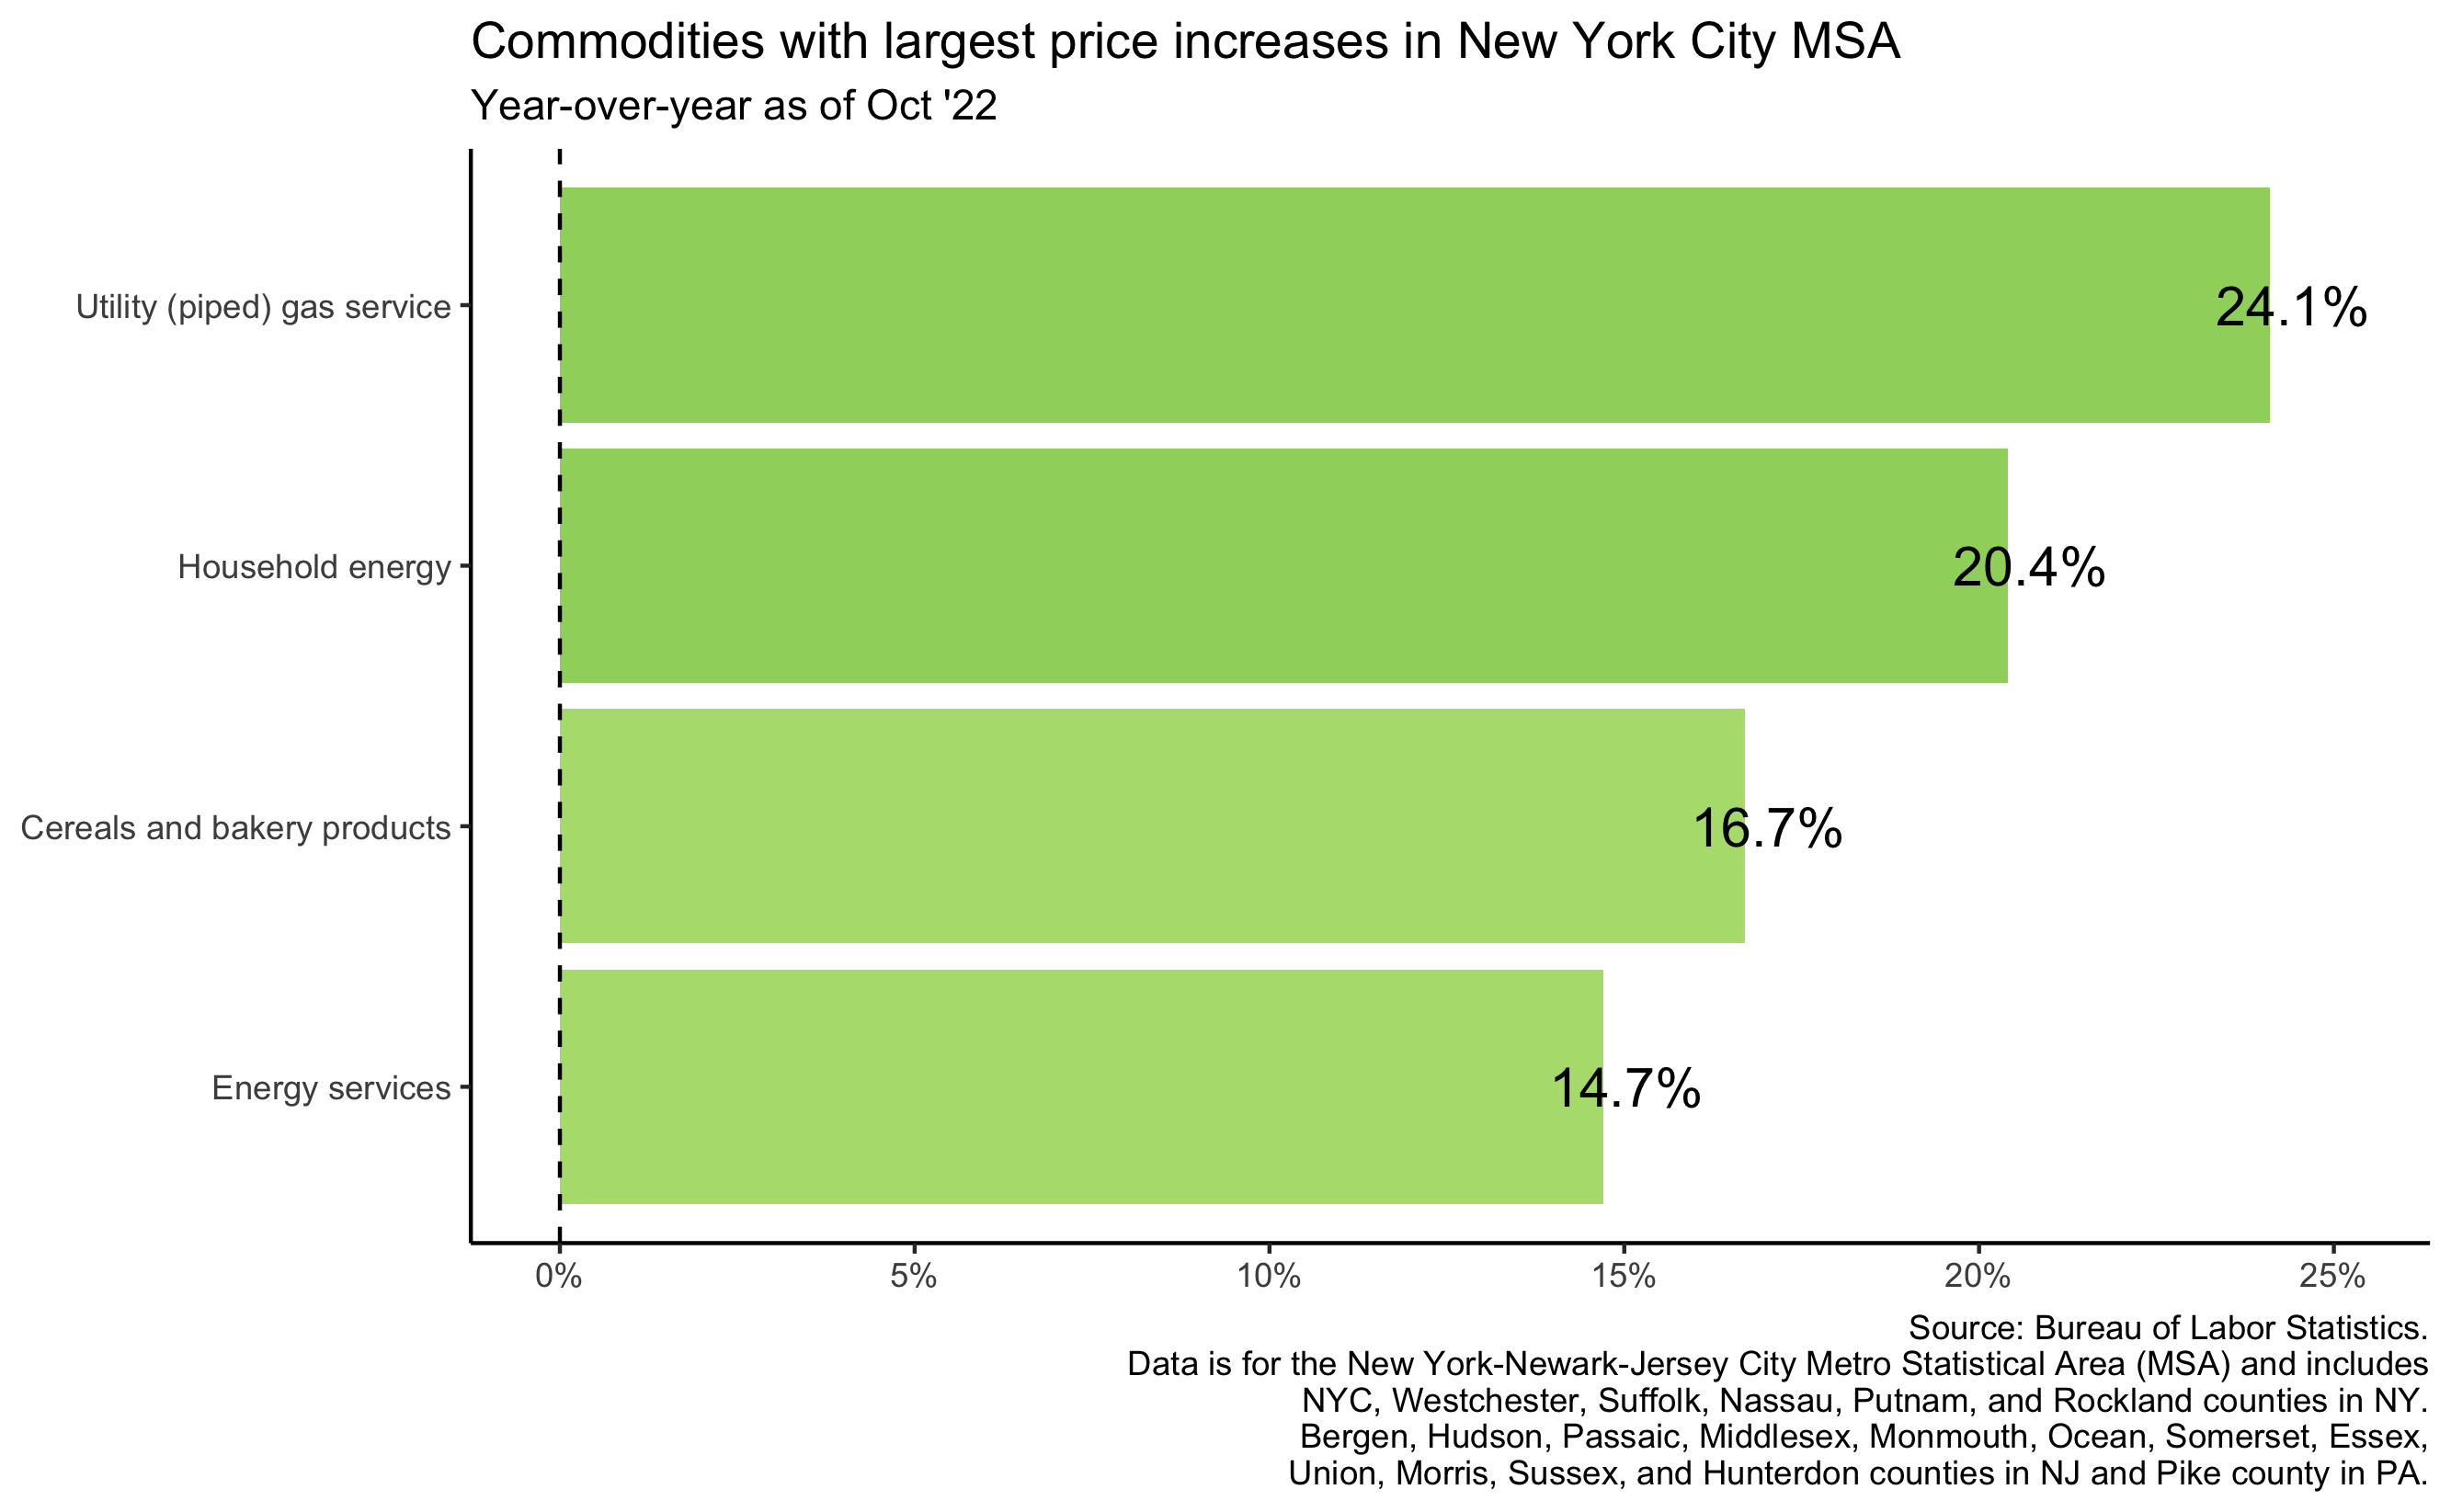 Commodities with largest price increases in New York City MSA
Year-over-year as of Oct '22
Utility (piped) gas service
24.1%
Household energy
20.4%
Cereals and bakery products
16.7%
Energy services
14.7%
0%
5%
10%
15%
20%
25%
Source: Bureau of Labor Statistics.
Data is for the New York-Newark-Jersey City Metro Statistical Area (MSA) and includes
NYC, Westchester, Suffolk, Nassau, Putnam, and Rockland counties in NY.
Bergen, Hudson, Passaic, Middlesex, Monmouth, Ocean, Somerset, Essex,
Union, Morris, Sussex, and Hunterdon counties in NJ and Pike county in PA.